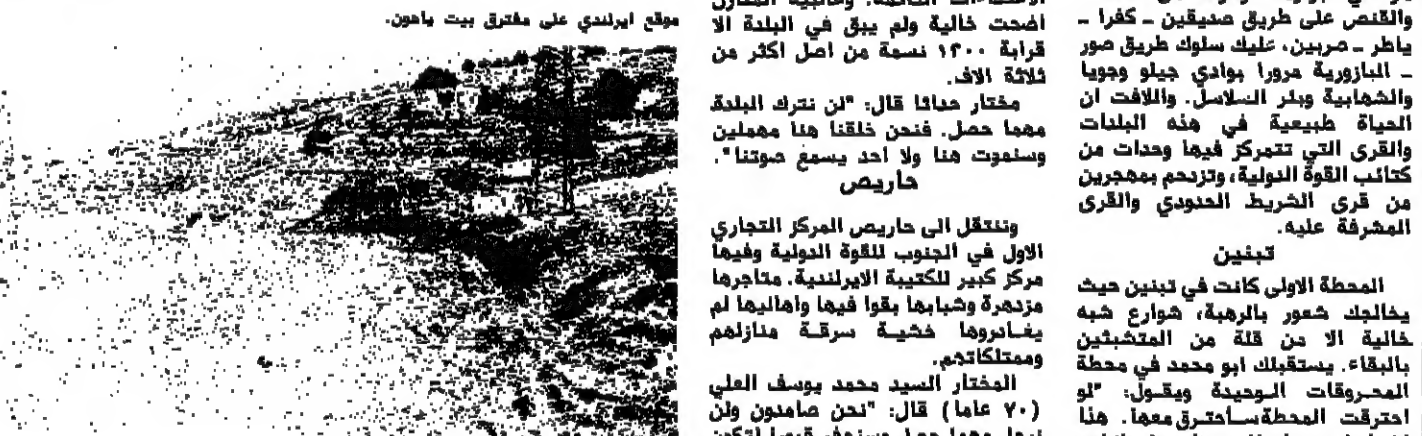 والقنص على طريق صديقين ـ كفرا ـ
ياطر ـ صربين، عليك سلوك طريق صور
ـ البازورية مرورا بوادي جيلو وجويا
والشهابية وبئر السلاسل. واللافت ان
الحياة طبيعية في هذه البلدات
والقرى التي تتمركز فيها وحدات من
كتائب القوة الدولية، وتزدحم بمهجرين
من قرى الشريط الحدودي والقرى
المشرفة عليه.
تبنين
المحطة الاولى كانت في تبنين حيث
يخالجك شعور بالرهبة، شوارع شبه
خالية الا من قلة من المتشبثين
بالبقاء. يستقبلك ابو محمد في محطة
المحروقات الوحيدة ويقول: "لو
احترقت المحطة سأحترق معها. هنا
اضحت خالية ولم يبق في البلدة الا
قرابة ١٣٠٠ نسمة من اصل اكثر من
ثلاثة الاف.
مختار حداثا قال: "لن نترك البلدة
مهما حصل. فنحن خلقنا هنا مهملين
وسنموت هنا ولا احد يسمع صوتنا".
حاريص
وننتقل الى حاريص المركز التجاري
الاول في الجنوب للقوة الدولية وفيها
مركز كبير للكتيبة الايرلندية. متاجرها
مزدهرة وشبابها بقوا فيها واهاليها لم
يغادروها خشية سرقة منازلهم
وممتلكاتهم.
المختار السيد محمد يوسف العلي
(٧٠ عاما) قال: "نحن صامدون ولن
موقع ايرلندي على مفترق بيت ياحون.